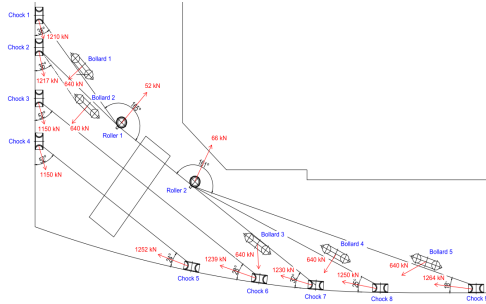 Chock 1
1210 kN
Chock 2
Bollard 1
1217 kN
640 kN
52 kN
Chock 3
Bollard 2
Roller 1
1150 kN
640 kN
66 kN
Chock 4
1150 kN
Roller 2
Bollard 3
Bollard 4
1252 kN
1239 kN
640 kN
640 kN
Bollard 5
640 kN
Chock 5
Chock 6
1230 kN
Chock 7
1250 kN
Chock 8
1264 kN
Chock 1